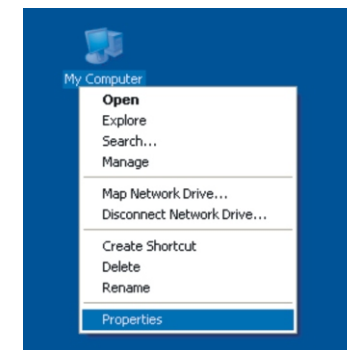 My Computer
Open
Explore
Search...
Manage
Map Network Drive...
Disconnect Network Drive...
Create Shortcut
Delete
Rename
Properties